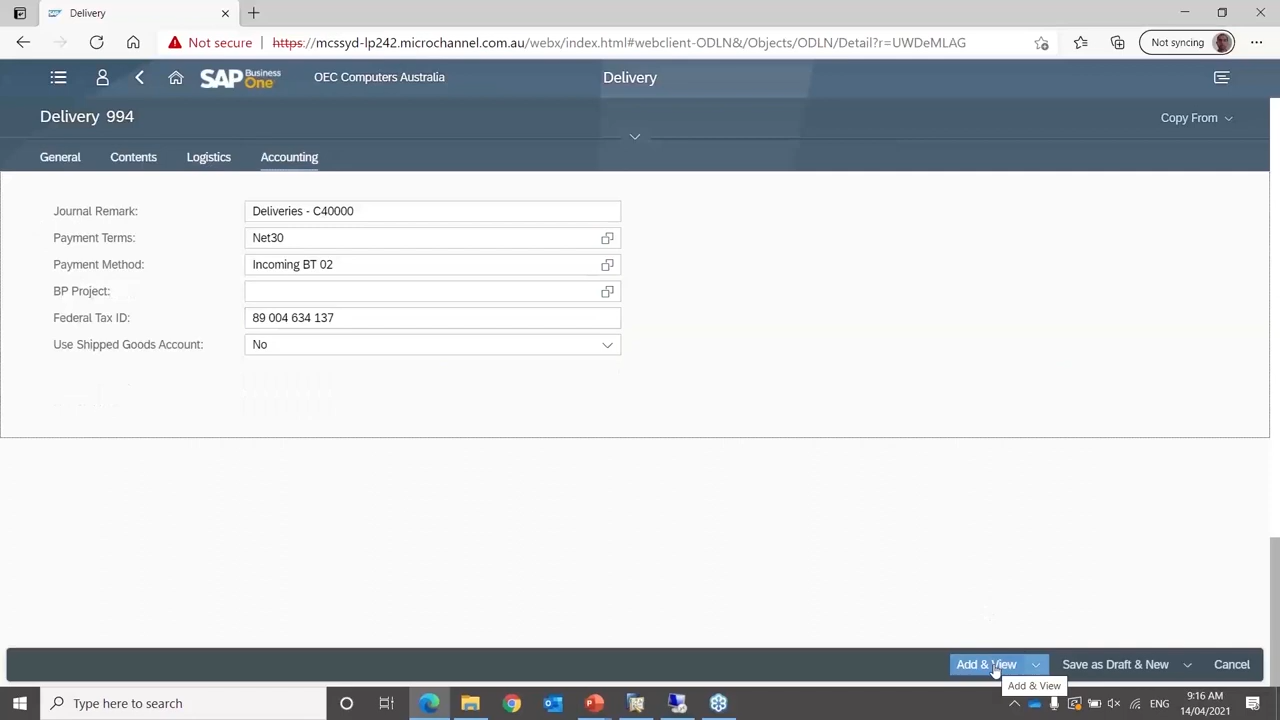 Delivery
Not secure
https://mcssyd-lp242.microchannel.com.au/webx/index.html#webclient-ODLN&/Objects/ODLN/Detail?r=UWDeMLAG
Not syncing
SAP Business One
OEC Computers Australia
Delivery
Delivery 994
Copy From
General
Contents
Logistics
Accounting
Journal Remark:
Deliveries - C40000
Payment Terms:
Net30
Payment Method:
Incoming BT 02
BP Project:
Federal Tax ID:
89 004 634 137
Use Shipped Goods Account:
No
Add & View
Save as Draft & New
Cancel
Add & View
Type here to search
ENG
9:16 AM
14/04/2021